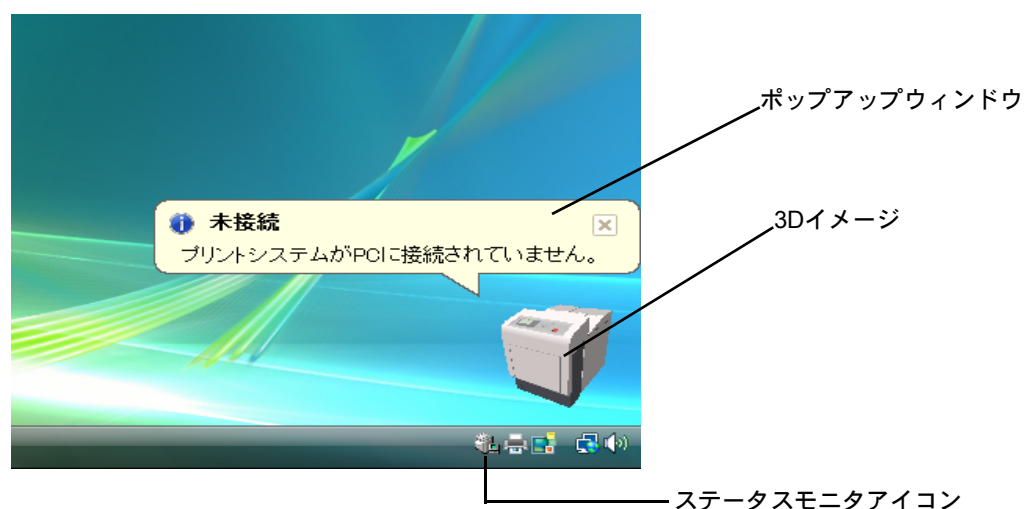 ポップアップウィンドウ
未接続
プリントシステムがPCに接続されていません。
3Dイメージ
ステータスモニタアイコン